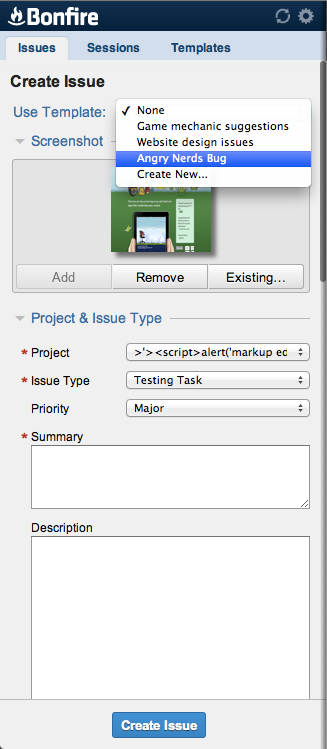 Bonfire
Issues Sessions Templates
Create Issue
Use Template:
✓ None
Game mechanic suggestions
Website design issues
Angry Nerds Bug
Create New...
Screenshot
Add Remove Existing...
Project & Issue Type
* Project >'><script>alert('markup ed
* Issue Type Testing Task
Priority Major
* Summary
Description
Create Issue